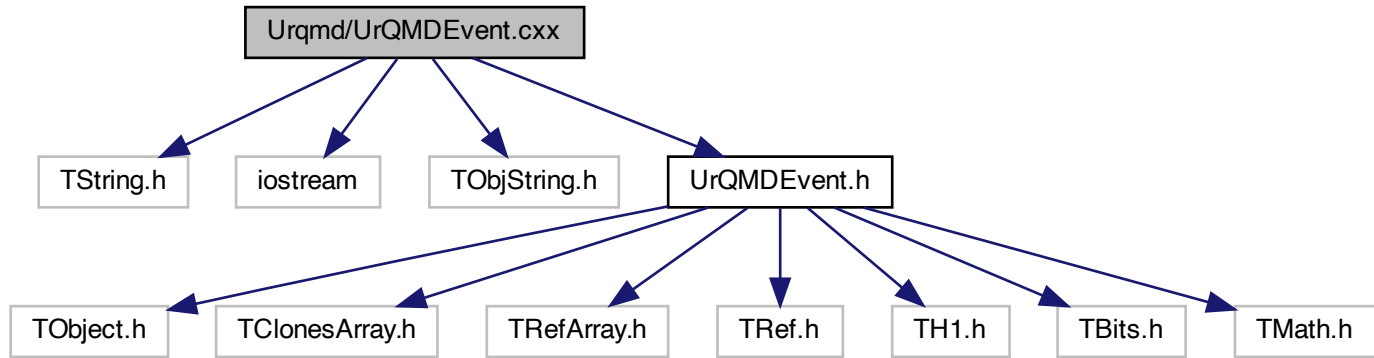 Urqmd/UrQMDEvent.cxx
TString.h
iostream
TObjString.h
UrQMDEvent.h
TObject.h
TClonesArray.h
TRefArray.h
TRef.h
TH1.h
TBits.h
TMath.h